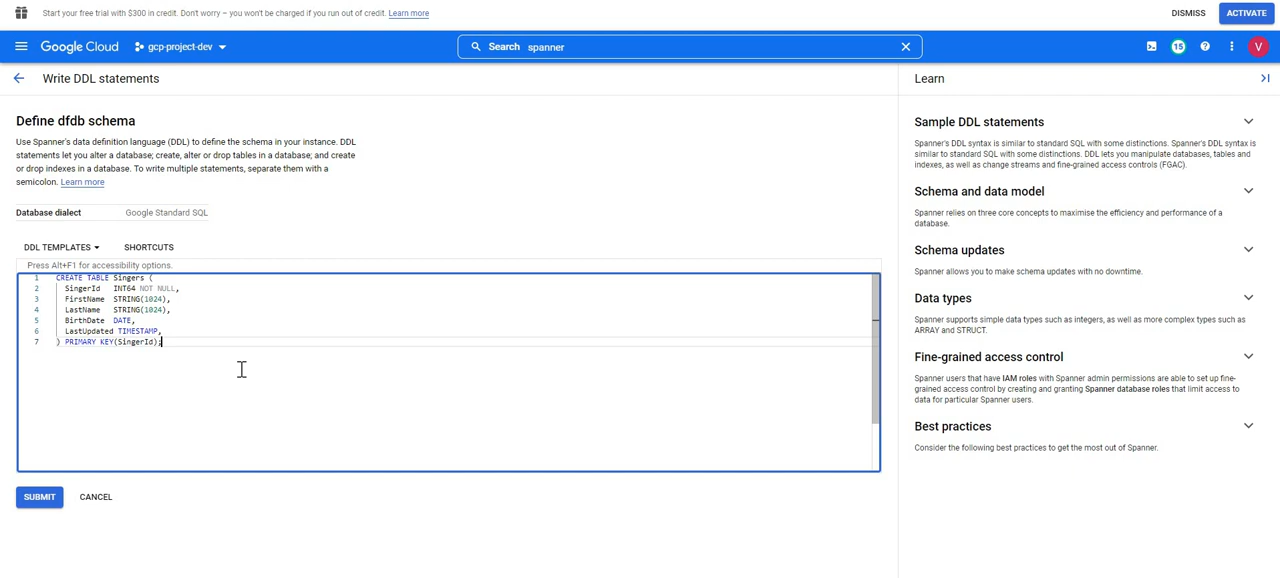 Start your free trial with $300 in credit. Don't worry – you won't be charged if you run out of credit. Learn more
DISMISS
ACTIVATE
Google Cloud
gcp-project-dev
Search spanner
15
V
Write DDL statements
Define dfdb schema
Use Spanner's data definition language (DDL) to define the schema in your instance. DDL
statements let you alter a database; create, alter or drop tables in a database; and create
or drop indexes in a database. To write multiple statements, separate them with a
semicolon. Learn more
Database dialect Google Standard SQL
DDL TEMPLATES SHORTCUTS
Press Alt+F1 for accessibility options.
1 CREATE TABLE Singers (
2 SingerId INT64 NOT NULL,
3 FirstName STRING(1024),
4 LastName STRING(1024),
5 BirthDate DATE,
6 LastUpdated TIMESTAMP,
7 ) PRIMARY KEY(SingerId);
SUBMIT
CANCEL
Learn
Sample DDL statements
Spanner's DDL syntax is similar to standard SQL with some distinctions. Spanner's DDL syntax is
similar to standard SQL with some distinctions. DDL lets you manipulate databases, tables and
indexes, as well as change streams and fine-grained access controls (FGAC).
Schema and data model
Spanner relies on three core concepts to maximise the efficiency and performance of a
database.
Schema updates
Spanner allows you to make schema updates with no downtime.
Data types
Spanner supports simple data types such as integers, as well as more complex types such as
ARRAY and STRUCT.
Fine-grained access control
Spanner users that have IAM roles with Spanner admin permissions are able to set up fine-
grained access control by creating and granting Spanner database roles that limit access to
data for particular Spanner users.
Best practices
Consider the following best practices to get the most out of Spanner.